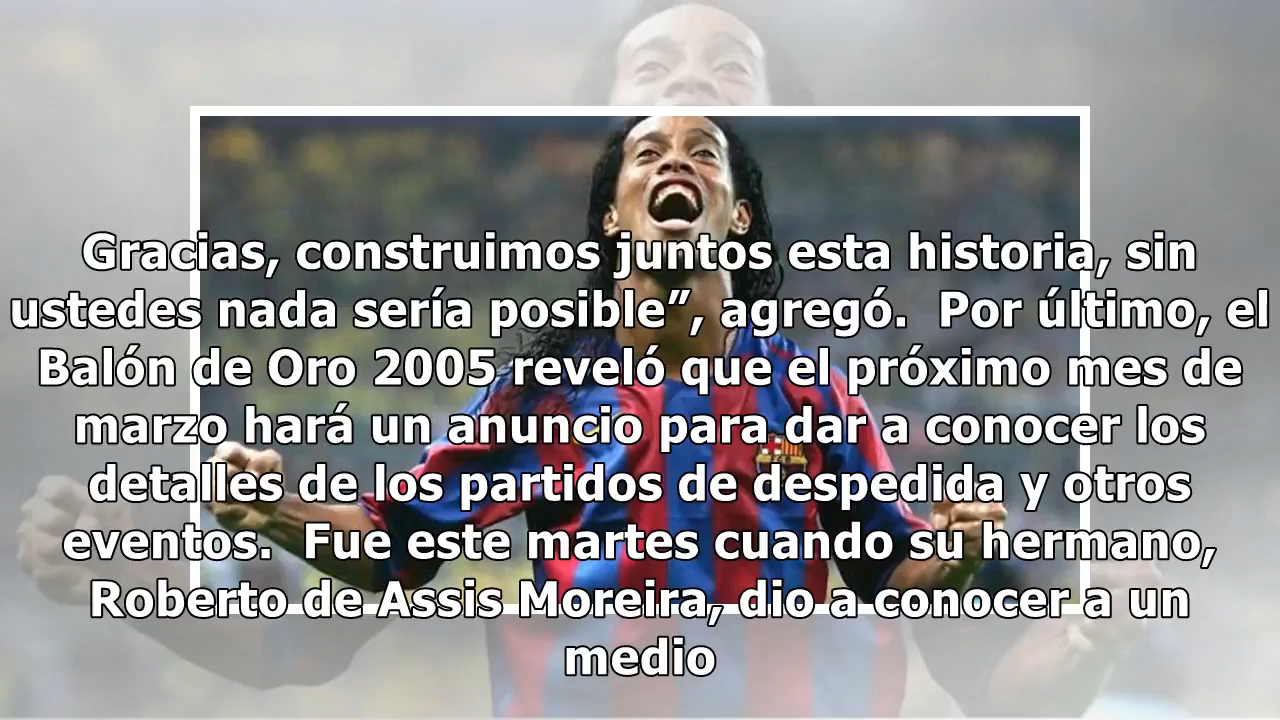 Gracias, construimos juntos esta historia, sin
ustedes nada sería posible”, agregó.  Por último, el
Balón de Oro 2005 reveló que el próximo mes de
marzo hará un anuncio para dar a conocer los
detalles de los partidos de despedida y otros
eventos.  Fue este martes cuando su hermano,
Roberto de Assis Moreira, dio a conocer a un
medio